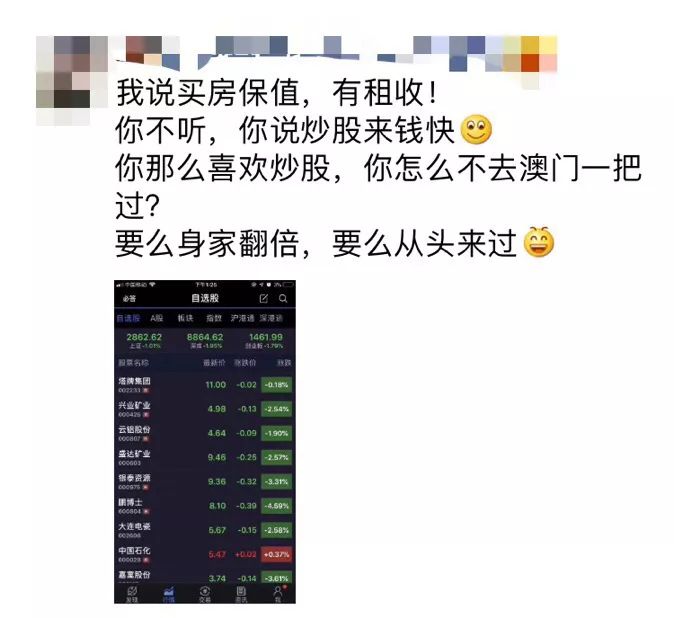 我说买房保值，有租收！
你不听，你说炒股来钱快
你那么喜欢炒股，你怎么不去澳门一把
过？
要么身家翻倍，要么从头来过
中国移动 下午1:25 3%
自选股
自选股 A股 板块 指数 沪港通 深港通
2862.62 8864.62 1461.99
上证 -1.01% 深成 -1.95% 创业板 -1.79%
股票名称 最新价 涨跌价 涨跌
塔牌集团 11.00 -0.02 -0.18%
002233
兴业矿业 4.98 -0.13 -2.54%
000426
云铝股份 4.64 -0.09 -1.90%
000807
盛达矿业 9.46 -0.25 -2.57%
000603
银泰资源 9.36 -0.32 -3.31%
000975
鹏博士 8.10 -0.39 -4.59%
600804
大连电瓷 5.67 -0.15 -2.58%
002606
中国石化 5.47 +0.02 +0.37%
600028
嘉寓股份 3.74 -0.14 -3.61%
发现 行情 交易 资讯 我